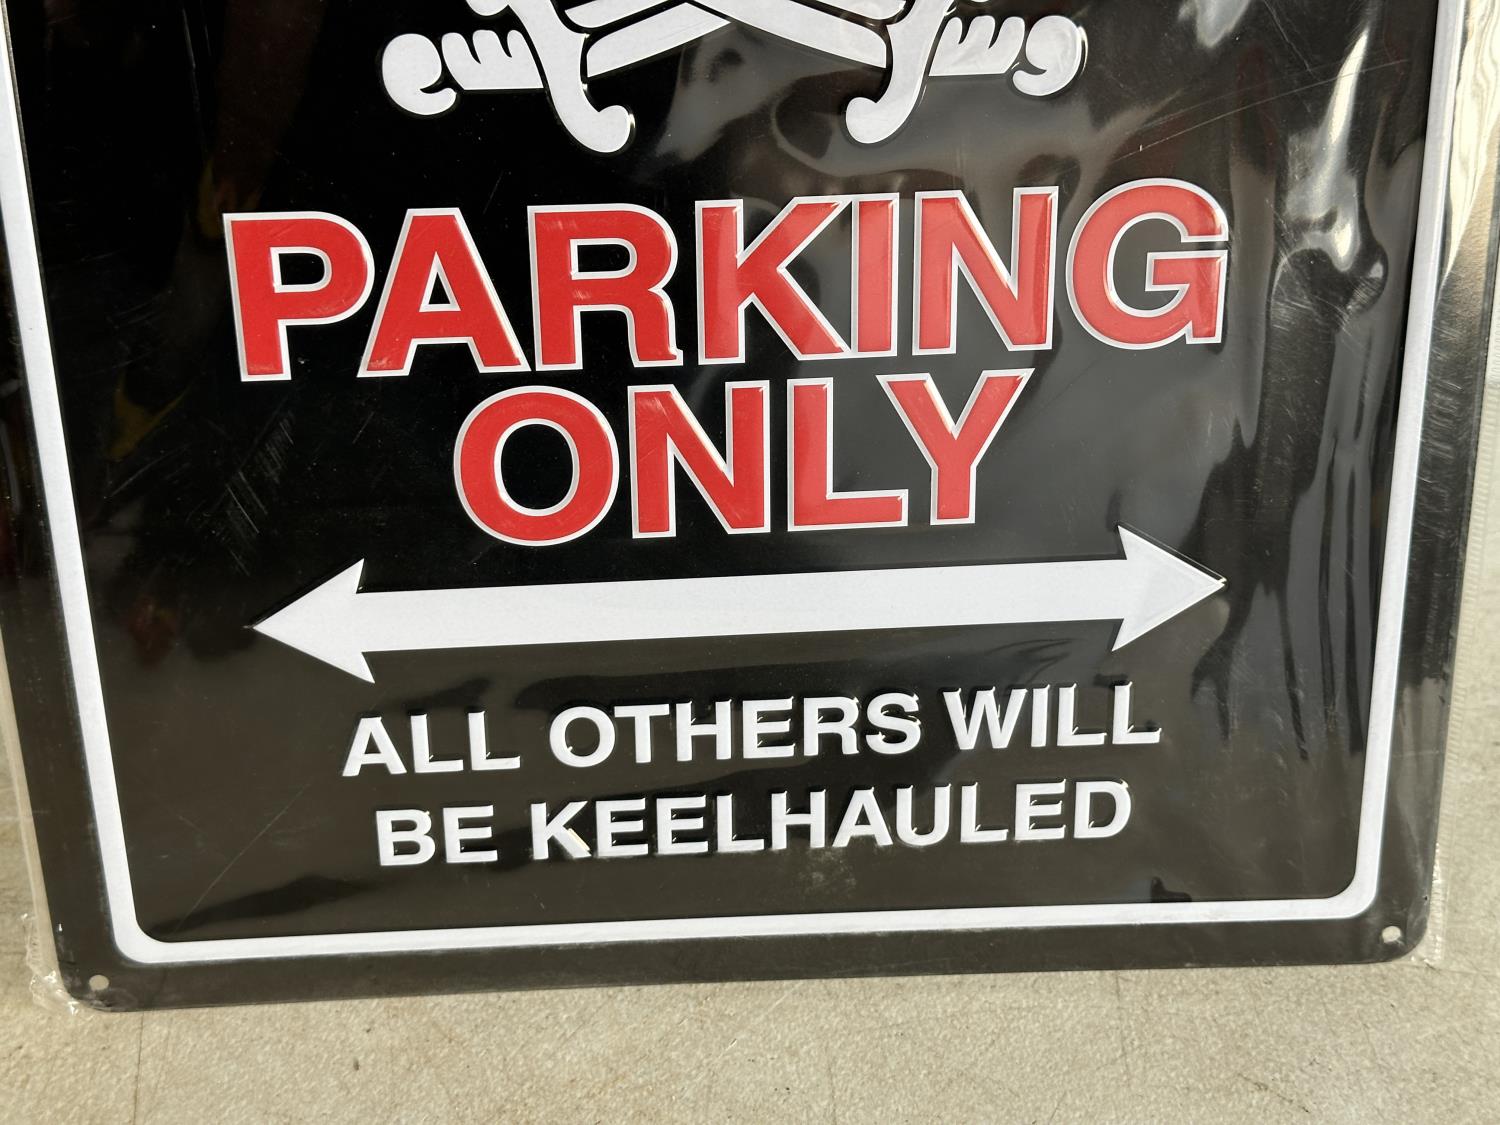 PARKING
ONLY
ALL OTHERS WILL
BE KEELHAULED